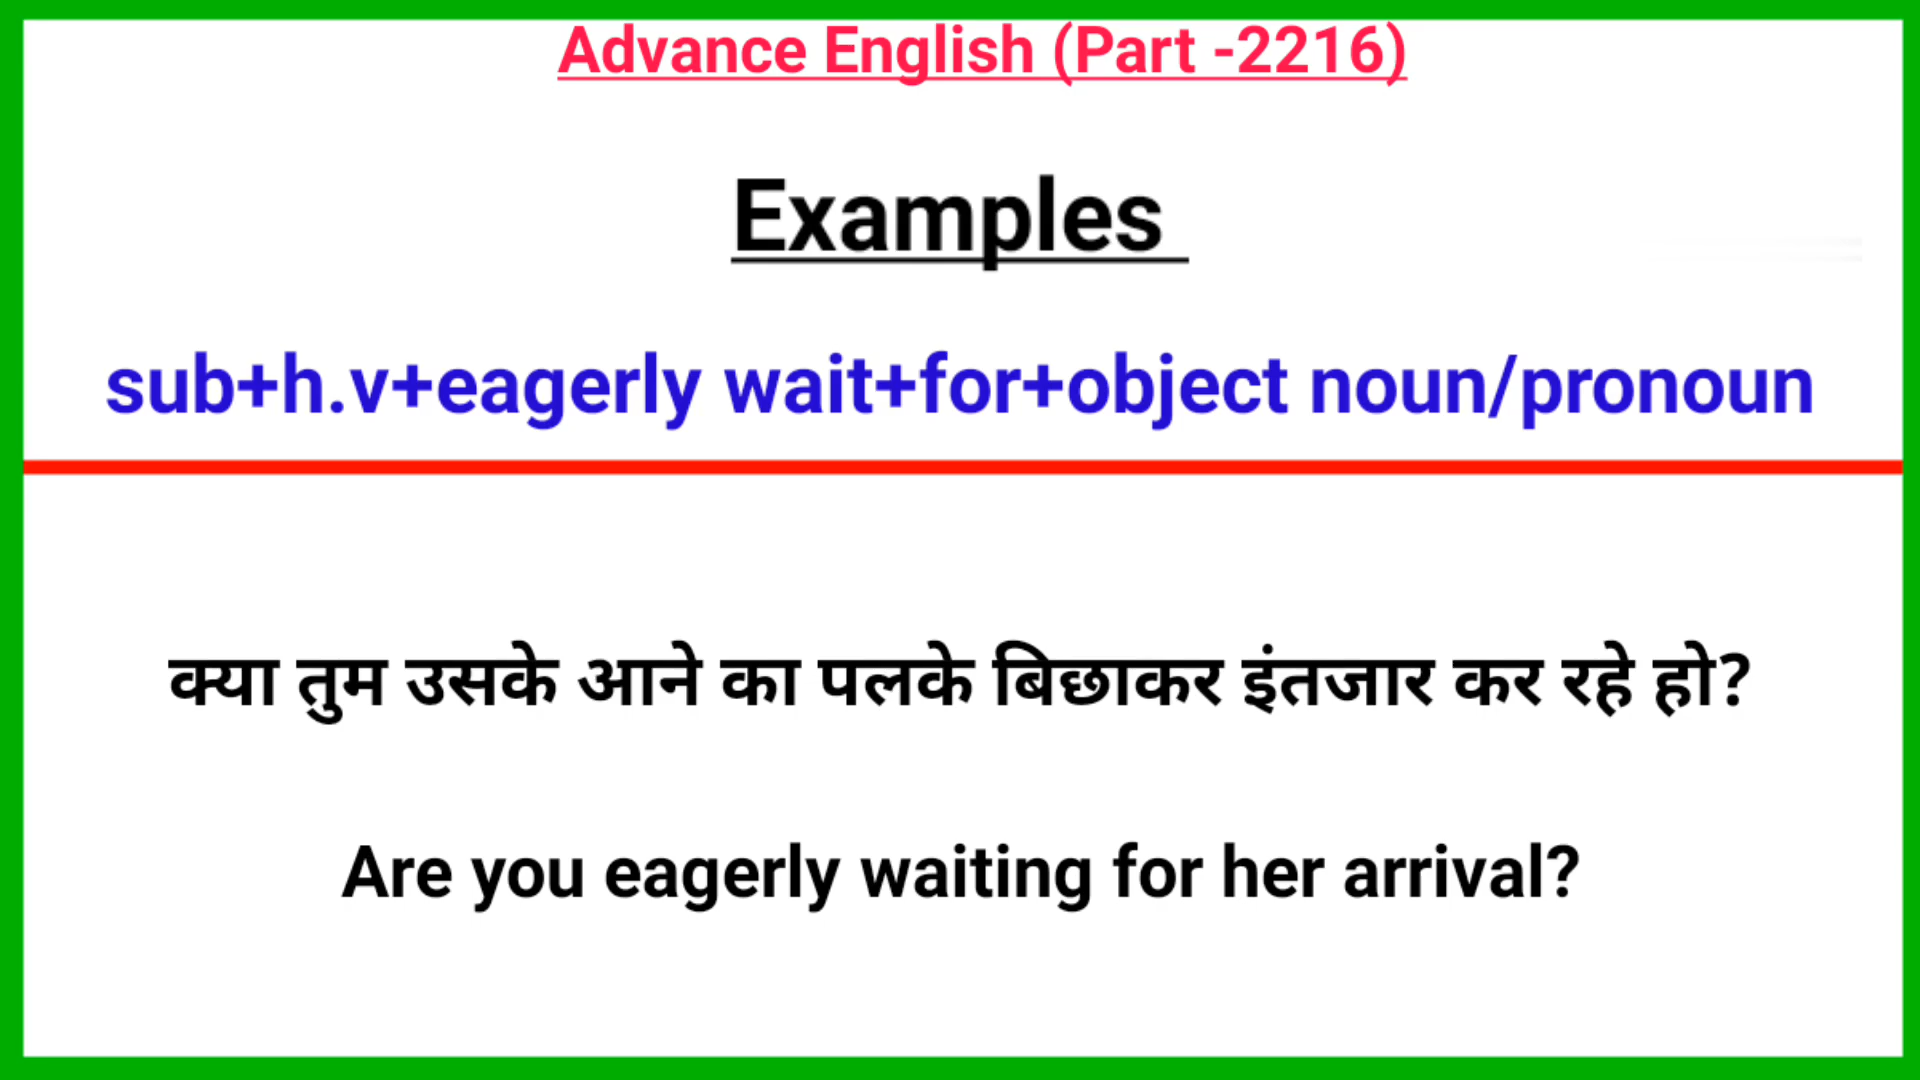 Advance English (Part -2216)
Examples
sub+h.v+eagerly wait+for+object noun/pronoun
क्या तुम उसके आने का पलके बिछाकर इंतजार कर रहे हो?
Are you eagerly waiting for her arrival?